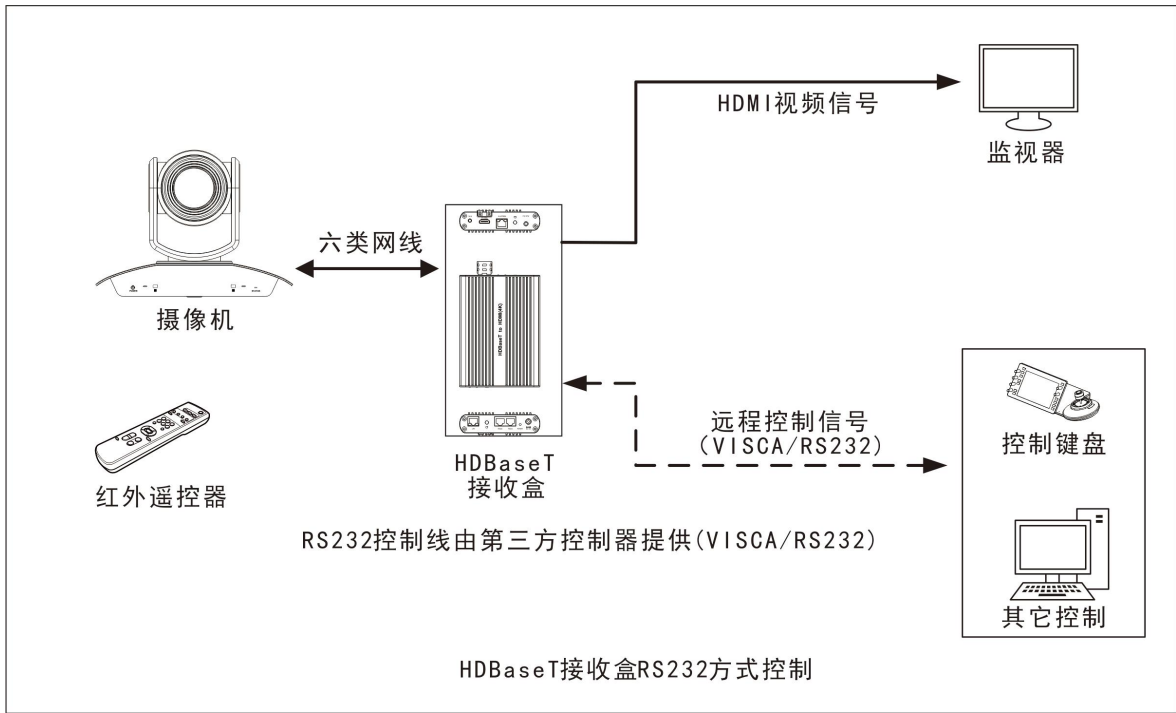 HDMI视频信号
监视器
六类网线
摄像机
HDBaseT to HDMI(4K)
远程控制信号
(VISCA/RS232)
控制键盘
HDBaseT
接收盒
红外遥控器
RS232控制线由第三方控制器提供(VISCA/RS232)
其它控制
HDBaseT接收盒RS232方式控制